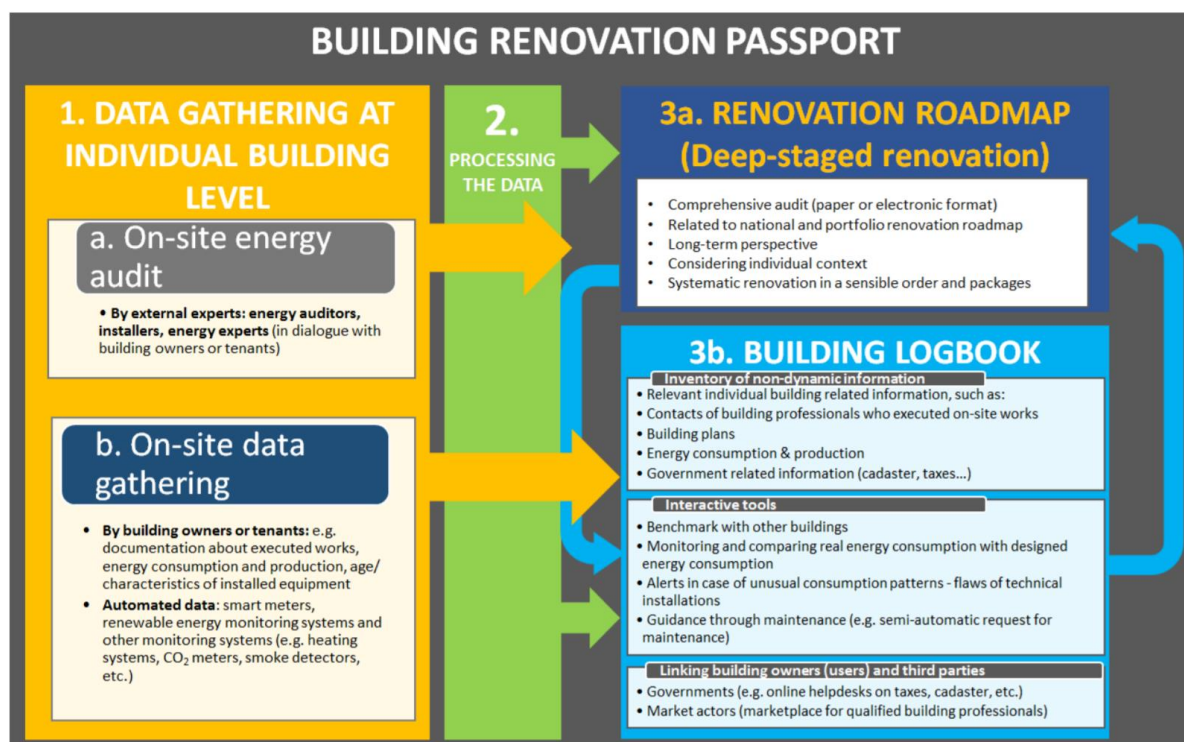 BUILDING RENOVATION PASSPORT
1. DATA GATHERING AT
INDIVIDUAL BUILDING
LEVEL
a. On-site energy
audit
• By external experts: energy auditors,
installers, energy experts (in dialogue with
building owners or tenants)
b. On-site data
gathering
• By building owners or tenants: e.g.
documentation about executed works,
energy consumption and production, age/
characteristics of installed equipment
• Automated data: smart meters,
renewable energy monitoring systems and
other monitoring systems (e.g. heating
systems, CO₂ meters, smoke detectors,
etc.)
2.
PROCESSING
THE DATA
3a. RENOVATION ROADMAP
(Deep-staged renovation)
• Comprehensive audit (paper or electronic format)
• Related to national and portfolio renovation roadmap
• Long-term perspective
• Considering individual context
• Systematic renovation in a sensible order and packages
3b. BUILDING LOGBOOK
Inventory of non-dynamic information
• Relevant individual building related information, such as:
• Contacts of building professionals who executed on-site works
• Building plans
• Energy consumption & production
• Government related information (cadaster, taxes...)
Interactive tools
• Benchmark with other buildings
• Monitoring and comparing real energy consumption with designed
energy consumption
• Alerts in case of unusual consumption patterns - flaws of technical
installations
• Guidance through maintenance (e.g. semi-automatic request for
maintenance)
Linking building owners (users) and third parties
• Governments (e.g. online helpdesks on taxes, cadaster, etc.)
• Market actors (marketplace for qualified building professionals)